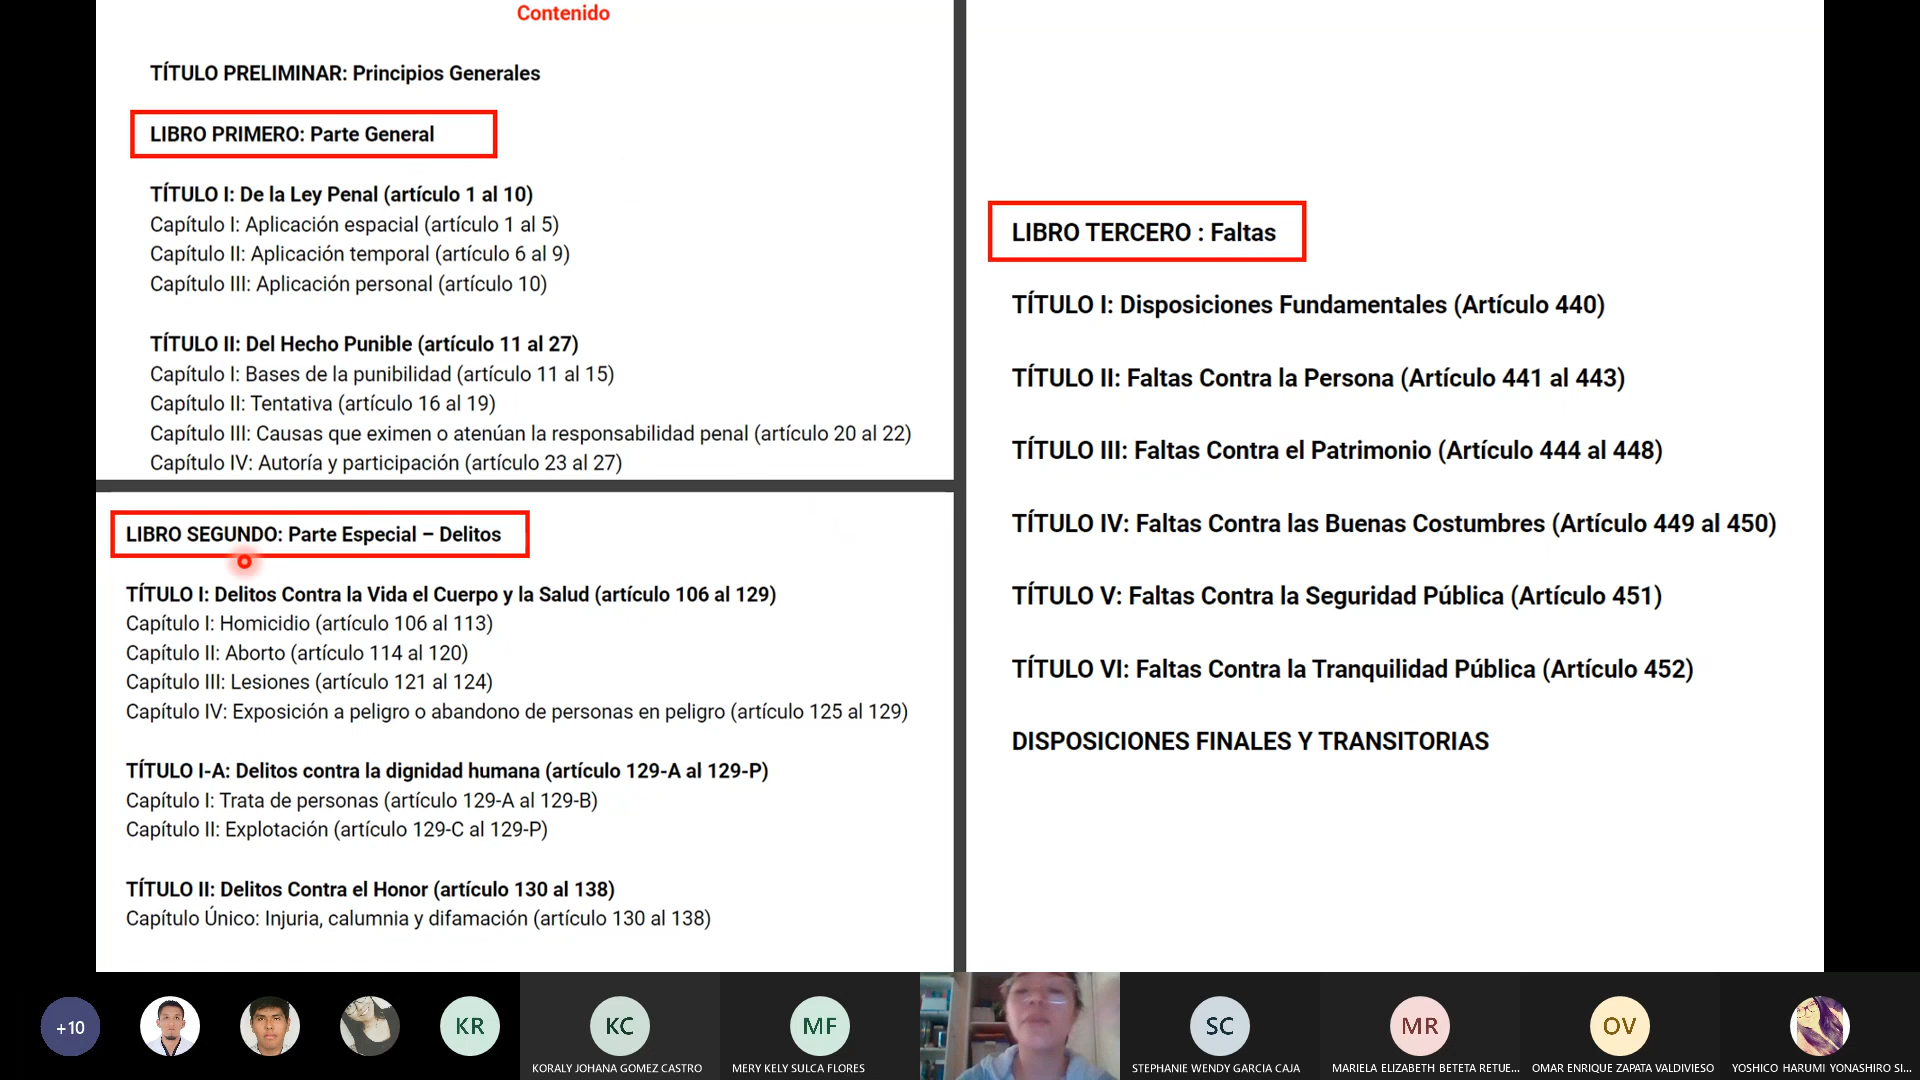 Contenido
TÍTULO PRELIMINAR: Principios Generales
LIBRO PRIMERO: Parte General
TÍTULO I: De la Ley Penal (artículo 1 al 10)
Capítulo I: Aplicación espacial (artículo 1 al 5)
Capítulo II: Aplicación temporal (artículo 6 al 9)
Capítulo III: Aplicación personal (artículo 10)
TÍTULO II: Del Hecho Punible (artículo 11 al 27)
Capítulo I: Bases de la punibilidad (artículo 11 al 15)
Capítulo II: Tentativa (artículo 16 al 19)
Capítulo III: Causas que eximen o atenúan la responsabilidad penal (artículo 20 al 22)
Capítulo IV: Autoría y participación (artículo 23 al 27)
LIBRO SEGUNDO: Parte Especial – Delitos
TÍTULO I: Delitos Contra la Vida el Cuerpo y la Salud (artículo 106 al 129)
Capítulo I: Homicidio (artículo 106 al 113)
Capítulo II: Aborto (artículo 114 al 120)
Capítulo III: Lesiones (artículo 121 al 124)
Capítulo IV: Exposición a peligro o abandono de personas en peligro (artículo 125 al 129)
TÍTULO I-A: Delitos contra la dignidad humana (artículo 129-A al 129-P)
Capítulo I: Trata de personas (artículo 129-A al 129-B)
Capítulo II: Explotación (artículo 129-C al 129-P)
TÍTULO II: Delitos Contra el Honor (artículo 130 al 138)
Capítulo Único: Injuria, calumnia y difamación (artículo 130 al 138)
LIBRO TERCERO : Faltas
TÍTULO I: Disposiciones Fundamentales (Artículo 440)
TÍTULO II: Faltas Contra la Persona (Artículo 441 al 443)
TÍTULO III: Faltas Contra el Patrimonio (Artículo 444 al 448)
TÍTULO IV: Faltas Contra las Buenas Costumbres (Artículo 449 al 450)
TÍTULO V: Faltas Contra la Seguridad Pública (Artículo 451)
TÍTULO VI: Faltas Contra la Tranquilidad Pública (Artículo 452)
DISPOSICIONES FINALES Y TRANSITORIAS
+10
KR
KC
KORALY JOHANA GOMEZ CASTRO
MF
MERY KELY SULCA FLORES
SC
STEPHANIE WENDY GARCIA CAJA
MR
MARIELA ELIZABETH BETETA RETUE...
OV
OMAR ENRIQUE ZAPATA VALDIVIESO
YOSHICO HARUMI YONASHIRO SI...